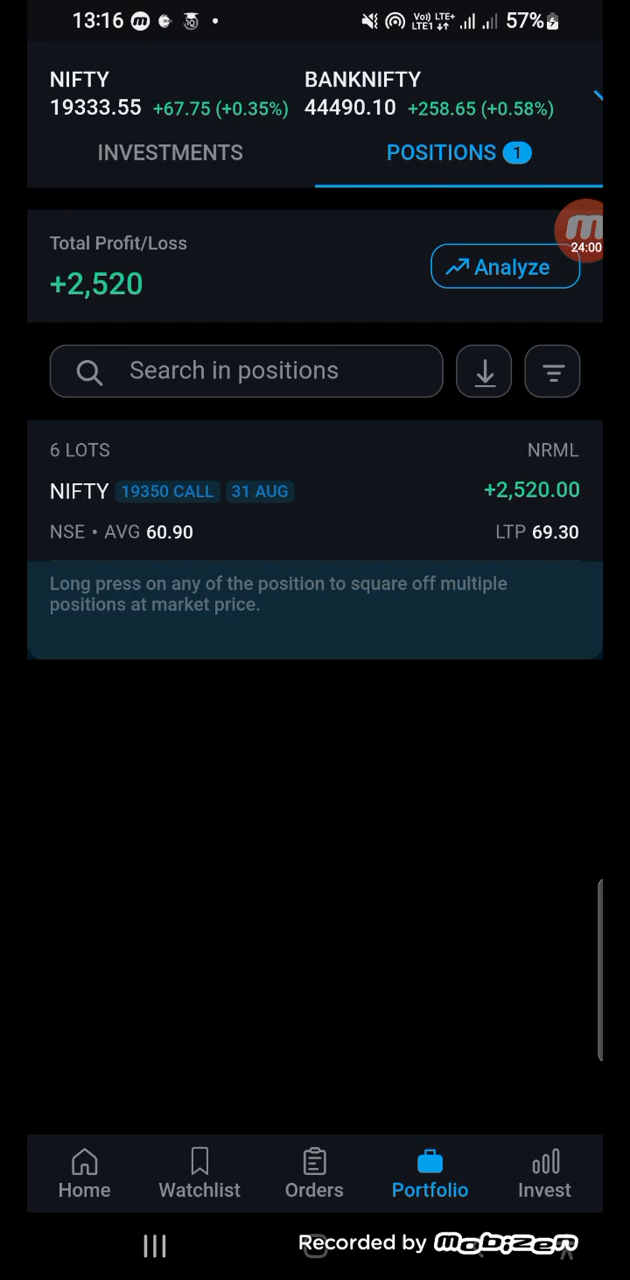 13:16 Vo) LTE+ LTE1 57%
NIFTY BANKNIFTY
19333.55 +67.75 (+0.35%) 44490.10 +258.65 (+0.58%)
INVESTMENTS POSITIONS 1
Total Profit/Loss
+2,520
Analyze
24:00
Search in positions
6 LOTS NRML
NIFTY 19350 CALL 31 AUG +2,520.00
NSE • AVG 60.90 LTP 69.30
Long press on any of the position to square off multiple
positions at market price.
Home Watchlist Orders Portfolio Invest
Recorded by mobizen